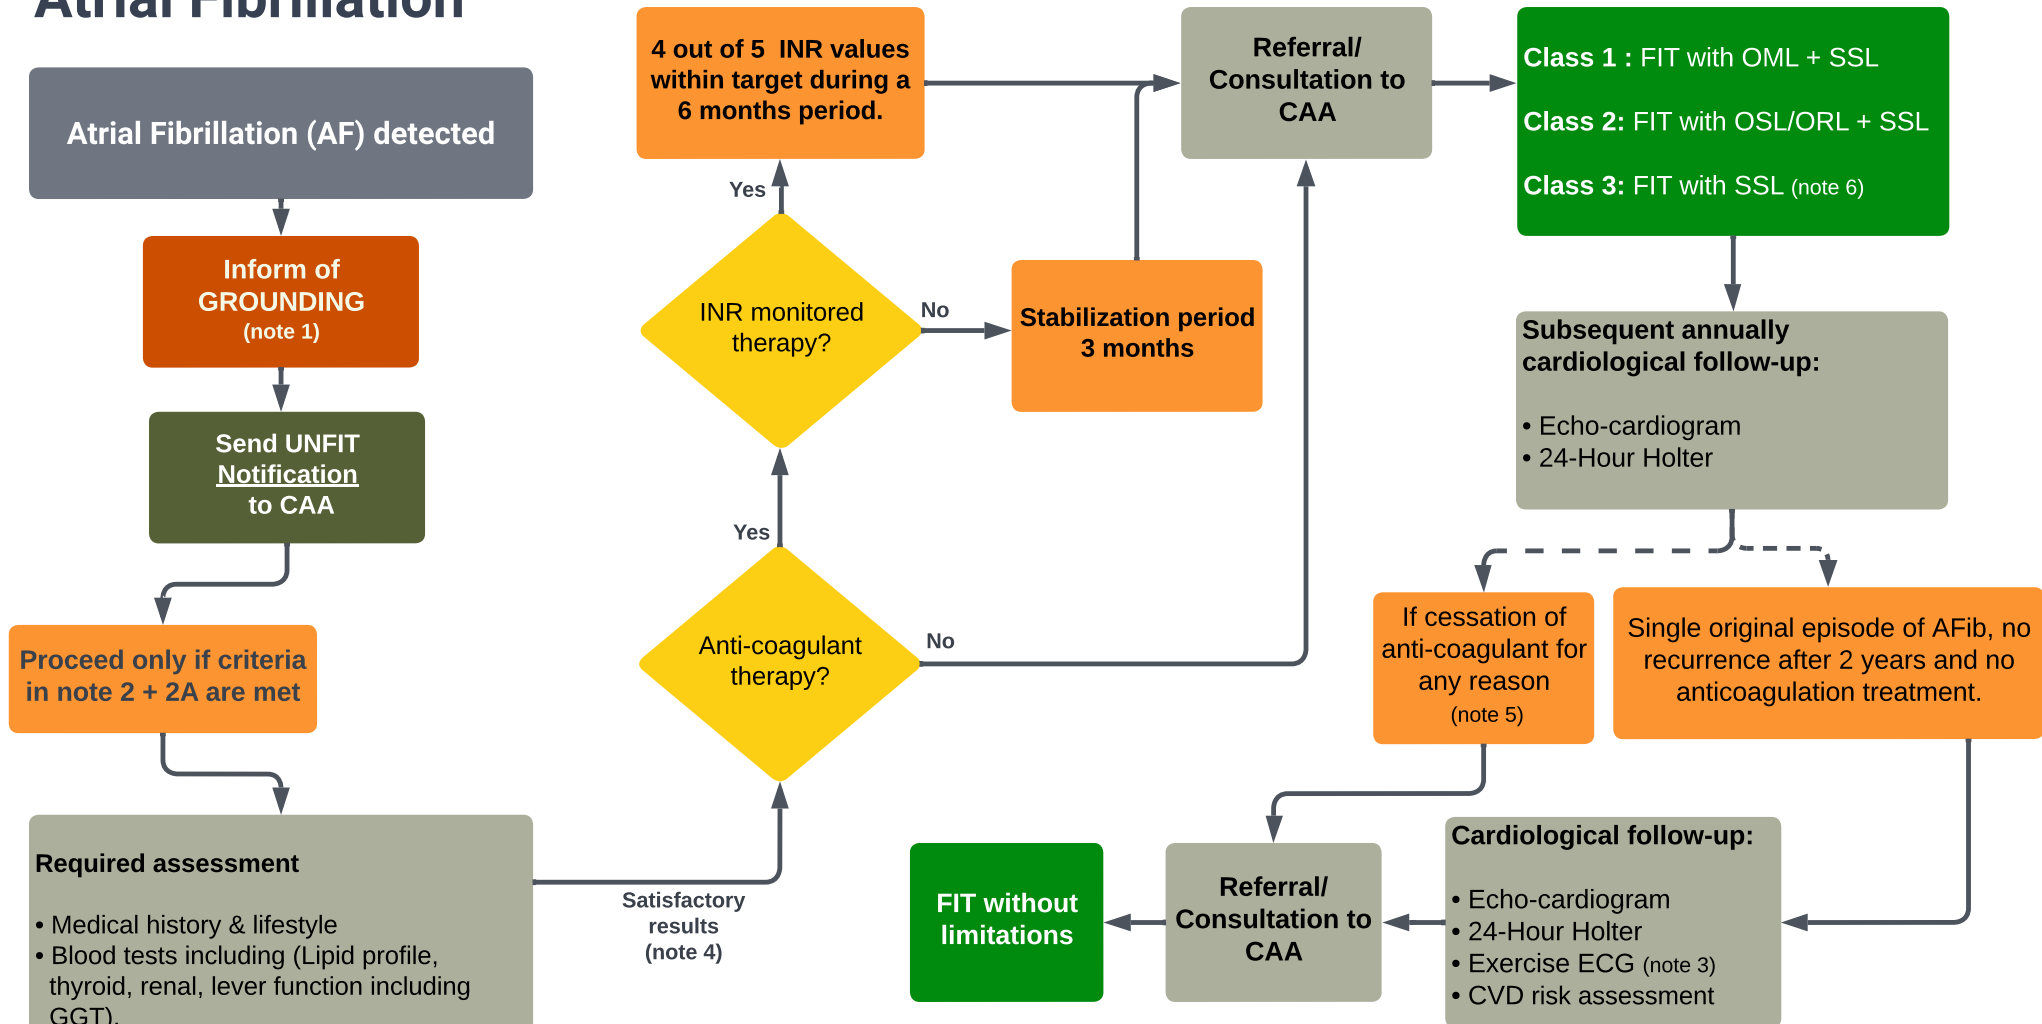 Atrial Fibrillation
Atrial Fibrillation (AF) detected
Inform of
GROUNDING
(note 1)
Send UNFIT
Notification
to CAA
Proceed only if criteria
in note 2 + 2A are met
Required assessment
• Medical history & lifestyle
• Blood tests including (Lipid profile,
thyroid, renal, lever function including
GGT).
Satisfactory
results
(note 4)
Anti-coagulant
therapy?
Yes
No
INR monitored
therapy?
Yes
No
4 out of 5 INR values
within target during a
6 months period.
Stabilization period
3 months
Referral/
Consultation to
CAA
Class 1 : FIT with OML + SSL
Class 2: FIT with OSL/ORL + SSL
Class 3: FIT with SSL (note 6)
Subsequent annually
cardiological follow-up:
• Echo-cardiogram
• 24-Hour Holter
If cessation of
anti-coagulant for
any reason
(note 5)
Single original episode of AFib, no
recurrence after 2 years and no
anticoagulation treatment.
Cardiological follow-up:
• Echo-cardiogram
• 24-Hour Holter
• Exercise ECG (note 3)
• CVD risk assessment
Referral/
Consultation to
CAA
FIT without
limitations